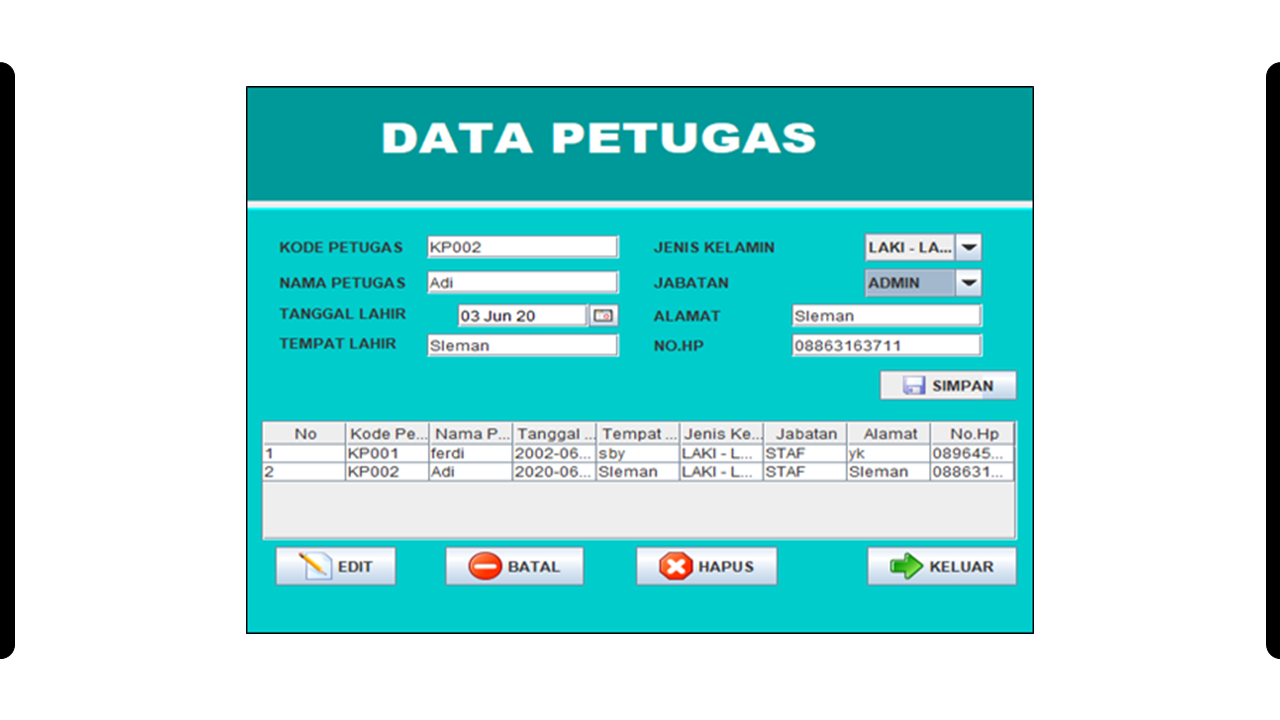 DATA PETUGAS
KODE PETUGAS KP002 JENIS KELAMIN LAKI - LA...
NAMA PETUGAS Adi JABATAN ADMIN
TANGGAL LAHIR 03 Jun 20 ALAMAT Sleman
TEMPAT LAHIR Sleman NO.HP 08863163711
SIMPAN
No Kode Pe... Nama P... Tanggal ... Tempat ... Jenis Ke... Jabatan Alamat No.Hp
1 KP001 ferdi 2002-06... sby LAKI - L... STAF yk 089645...
2 KP002 Adi 2020-06... Sleman LAKI - L... STAF Sleman 088631...
EDIT BATAL HAPUS KELUAR